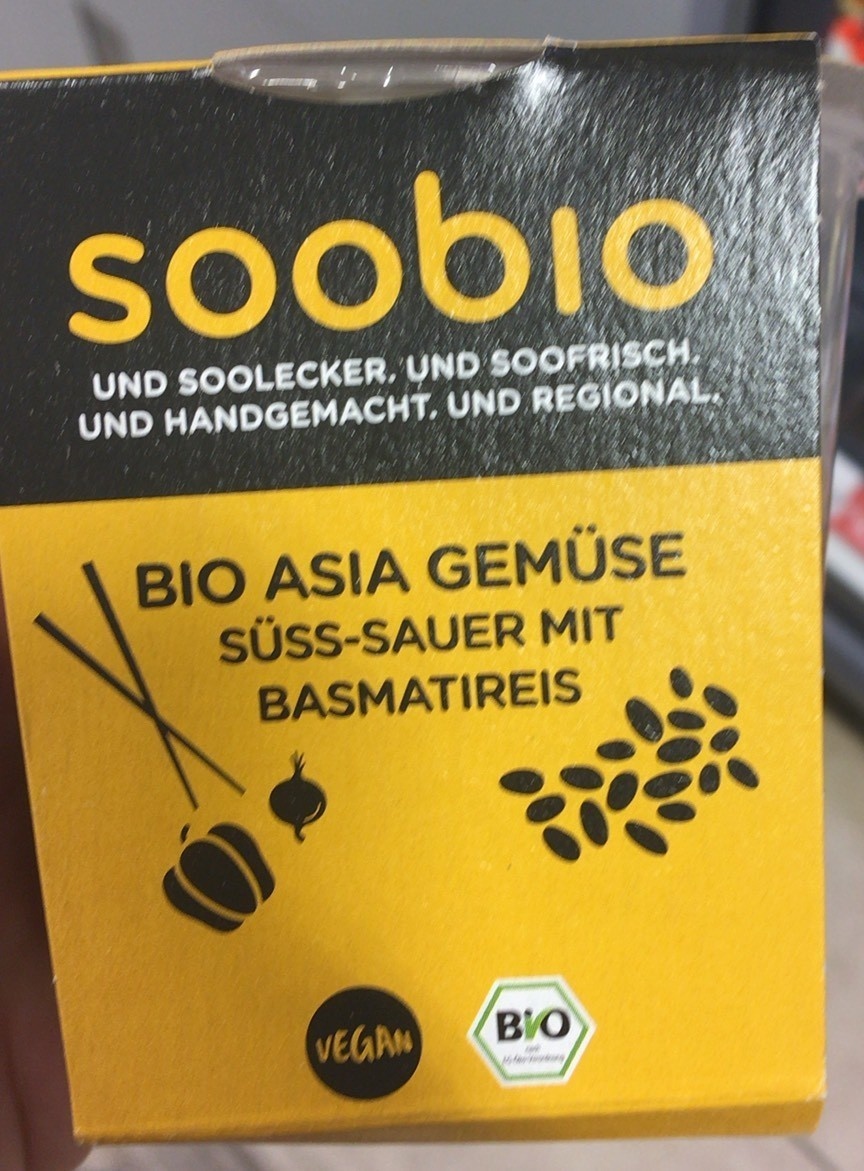 soobio
UND SOOLECKER. UND SOOFRISCH.
UND HANDGEMACHT. UND REGIONAL.
BIO ASIA GEMÜSE
SÜSS-SAUER MIT
BASMATIREIS
VEGAN
BIO